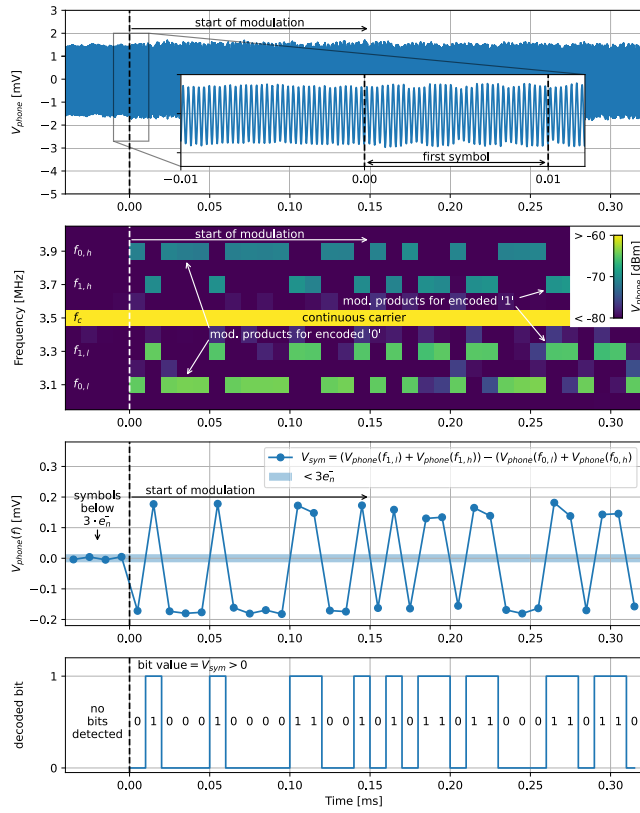 3
2
1
0
−1
−2
−3
−4
−5
V_phone [mV]
start of modulation
−0.01
0.00
0.01
first symbol
0.00 0.05 0.10 0.15 0.20 0.25 0.30
Frequency [MHz]
3.9
3.7
3.5
3.3
3.1
f_0,h
f_1,h
f_c
f_1,l
f_0,l
start of modulation
mod. products for encoded '1'
continuous carrier
mod. products for encoded '0'
> −60
−70
< −80
V_phone [dBm]
0.00 0.05 0.10 0.15 0.20 0.25 0.30
V_phone(f) [mV]
0.3
0.2
0.1
0.0
−0.1
−0.2
V_sym = (V_phone(f_1,l) + V_phone(f_1,h)) − (V_phone(f_0,l) + V_phone(f_0,h))
< 3e_n^-
symbols
below
3 · e_n^-
start of modulation
0.00 0.05 0.10 0.15 0.20 0.25 0.30
decoded bit
1
0
bit value = V_sym > 0
no
bits
detected
0 1 0 0 0 1 0 0 0 0 1 1 0 0 1 0 1 0 1 1 0 1 1 0 0 0 1 1 0 1 1 0
0.00 0.05 0.10 0.15 0.20 0.25 0.30
Time [ms]